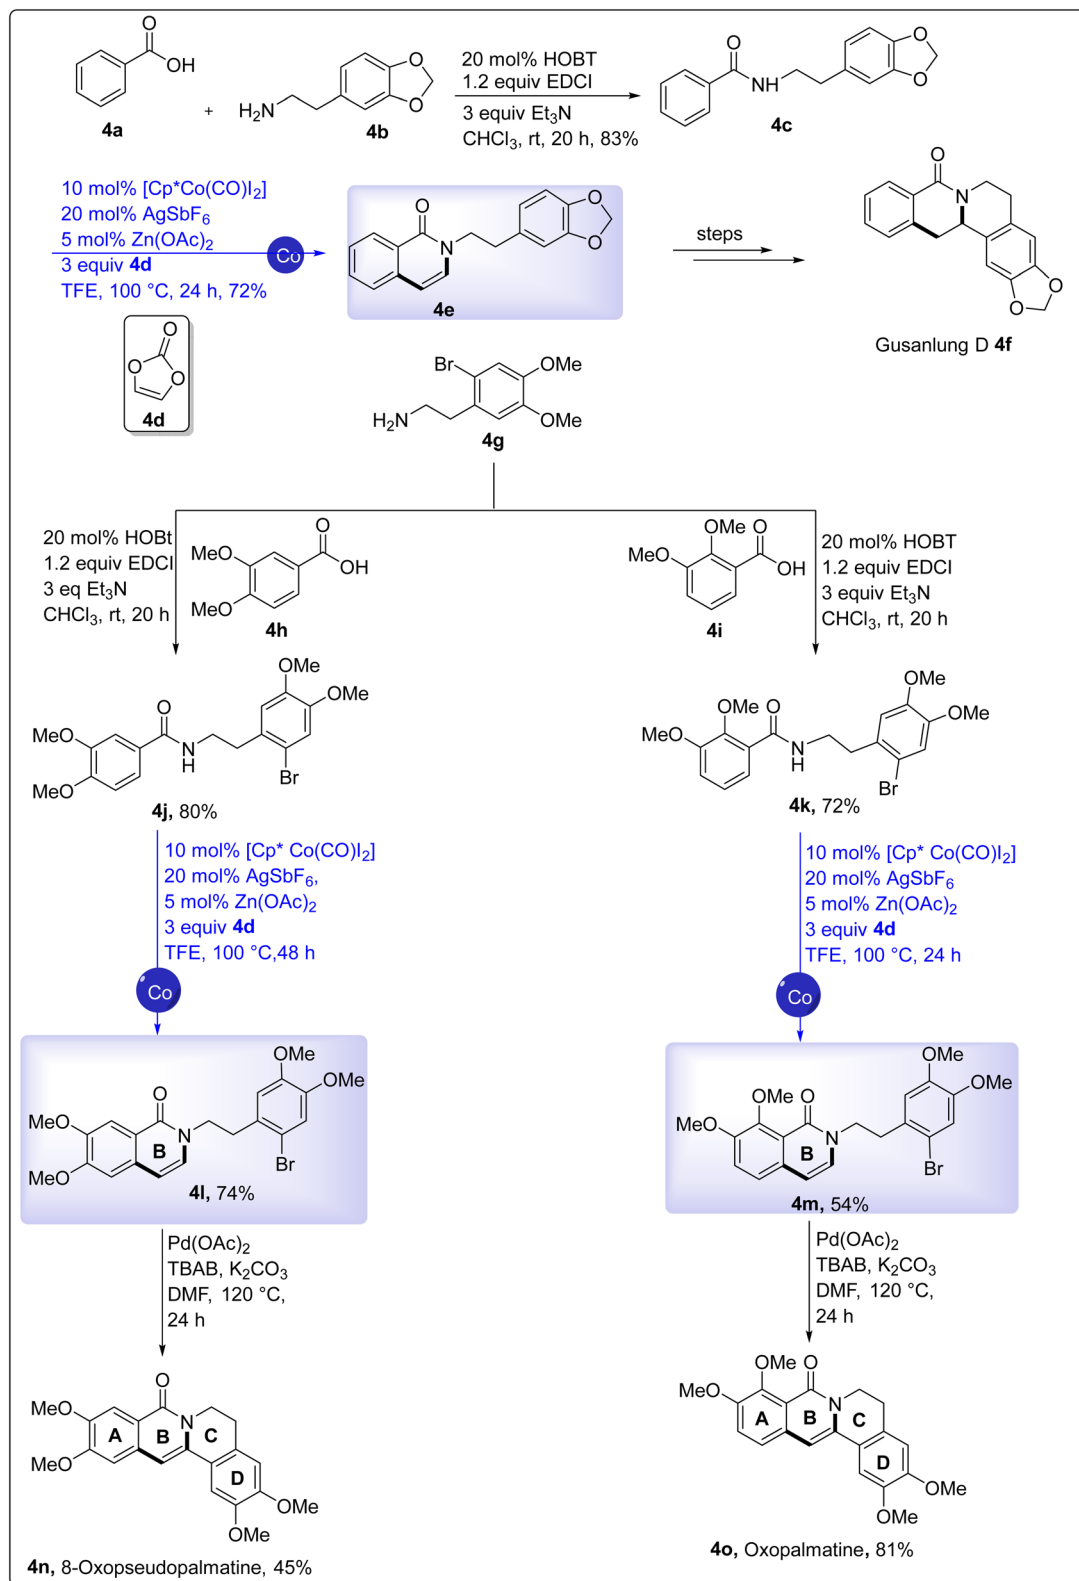 O
OH
4a
+
H2N
O
O
4b
20 mol% HOBT
1.2 equiv EDCI
3 equiv Et3N
CHCl3, rt, 20 h, 83%
O
N
H
O
O
4c
10 mol% [Cp*Co(CO)I2]
20 mol% AgSbF6
5 mol% Zn(OAc)2
3 equiv 4d
TFE, 100 °C, 24 h, 72%
Co
O
N
O
O
4e
steps
O
N
O
O
Gusanlung D 4f
O
O
O
4d
Br
OMe
OMe
H2N
4g
20 mol% HOBt
1.2 equiv EDCI
3 eq Et3N
CHCl3, rt, 20 h
MeO
MeO
O
OH
4h
OMe
MeO
O
OH
4i
20 mol% HOBT
1.2 equiv EDCI
3 equiv Et3N
CHCl3, rt, 20 h
OMe
OMe
O
MeO
MeO
N
H
Br
4j, 80%
OMe
OMe
OMe
O
MeO
N
H
Br
4k, 72%
10 mol% [Cp* Co(CO)I2]
20 mol% AgSbF6,
5 mol% Zn(OAc)2
3 equiv 4d
TFE, 100 °C,48 h
Co
10 mol% [Cp* Co(CO)I2]
20 mol% AgSbF6
5 mol% Zn(OAc)2
3 equiv 4d
TFE, 100 °C, 24 h
Co
OMe
OMe
O
MeO
MeO
B
N
Br
4l, 74%
OMe
OMe
OMe
O
MeO
B
N
Br
4m, 54%
Pd(OAc)2
TBAB, K2CO3
DMF, 120 °C,
24 h
Pd(OAc)2
TBAB, K2CO3
DMF, 120 °C,
24 h
O
MeO
MeO
N
A
B
C
D
OMe
OMe
4n, 8-Oxopseudopalmatine, 45%
OMe
O
MeO
N
A
B
C
D
OMe
OMe
4o, Oxopalmatine, 81%